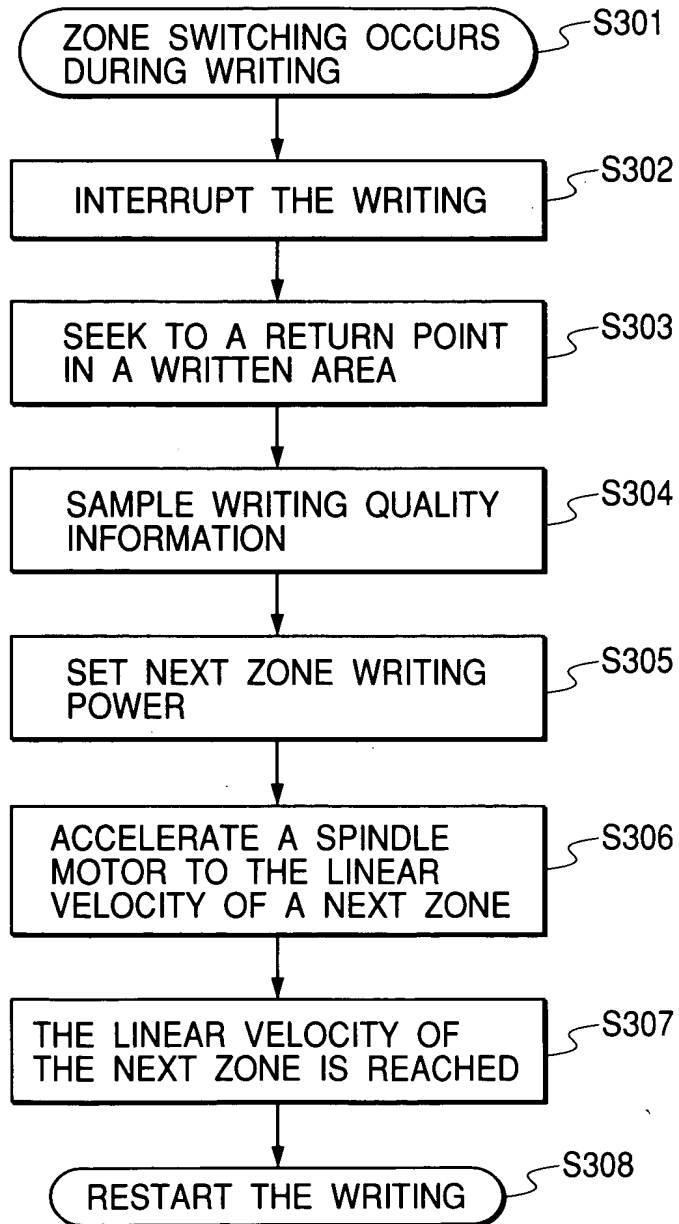 ZONE SWITCHING OCCURS
DURING WRITING
S301
INTERRUPT THE WRITING
S302
SEEK TO A RETURN POINT
IN A WRITTEN AREA
S303
SAMPLE WRITING QUALITY
INFORMATION
S304
SET NEXT ZONE WRITING
POWER
S305
ACCELERATE A SPINDLE
MOTOR TO THE LINEAR
VELOCITY OF A NEXT ZONE
S306
THE LINEAR VELOCITY OF
THE NEXT ZONE IS REACHED
S307
RESTART THE WRITING
S308